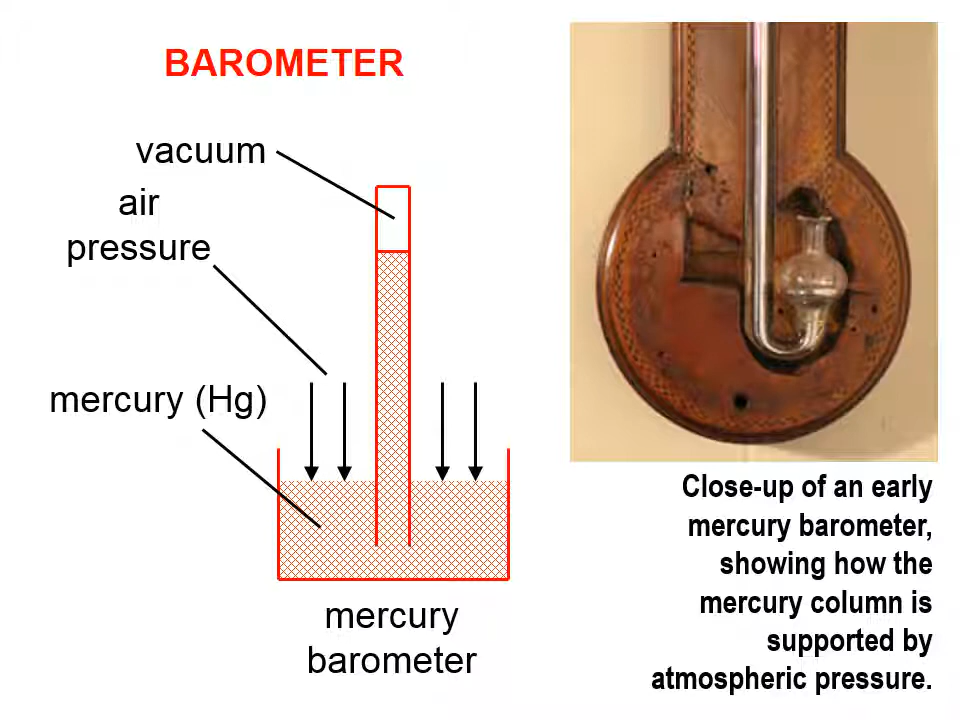 BAROMETER
vacuum
air
pressure
mercury (Hg)
mercury
barometer
Close-up of an early
mercury barometer,
showing how the
mercury column is
supported by
atmospheric pressure.